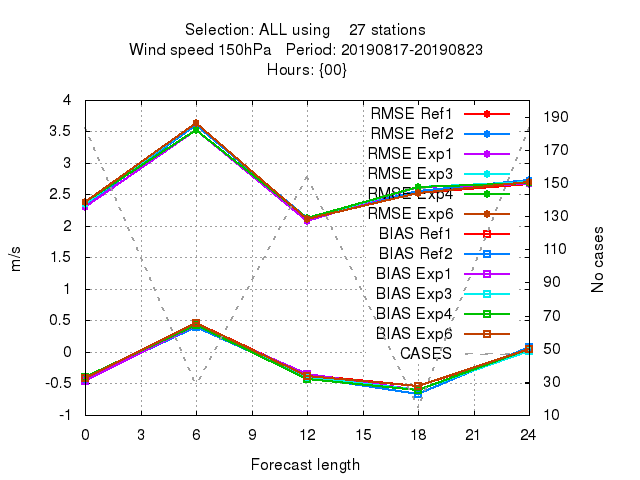 Selection: ALL using 27 stations
Wind speed 150hPa Period: 20190817-20190823
Hours: {00}
4
3.5
3
2.5
2
1.5
1
0.5
0
-0.5
-1
m/s
RMSE Ref1
RMSE Ref2
RMSE Exp1
RMSE Exp3
RMSE Exp4
RMSE Exp6
BIAS Ref1
BIAS Ref2
BIAS Exp1
BIAS Exp3
BIAS Exp4
BIAS Exp6
CASES
190
170
150
130
110
90
70
50
30
10
No cases
0 3 6 9 12 15 18 21 24
Forecast length